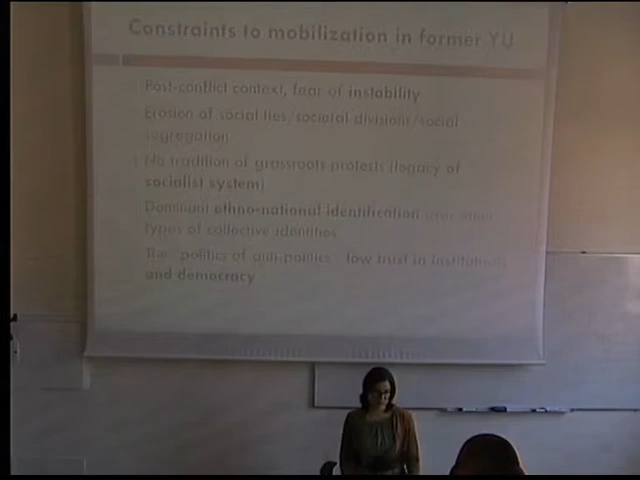 Constraints to mobilization in former YU
Post-conflict context, fear of instability
Erosion of social ties/societal divisions/social
segregation
No tradition of grassroots protests (legacy of
socialist system)
Dominant ethno-national identification over other
types of collective identities
The "politics of anti-politics" - low trust in institutions
and democracy